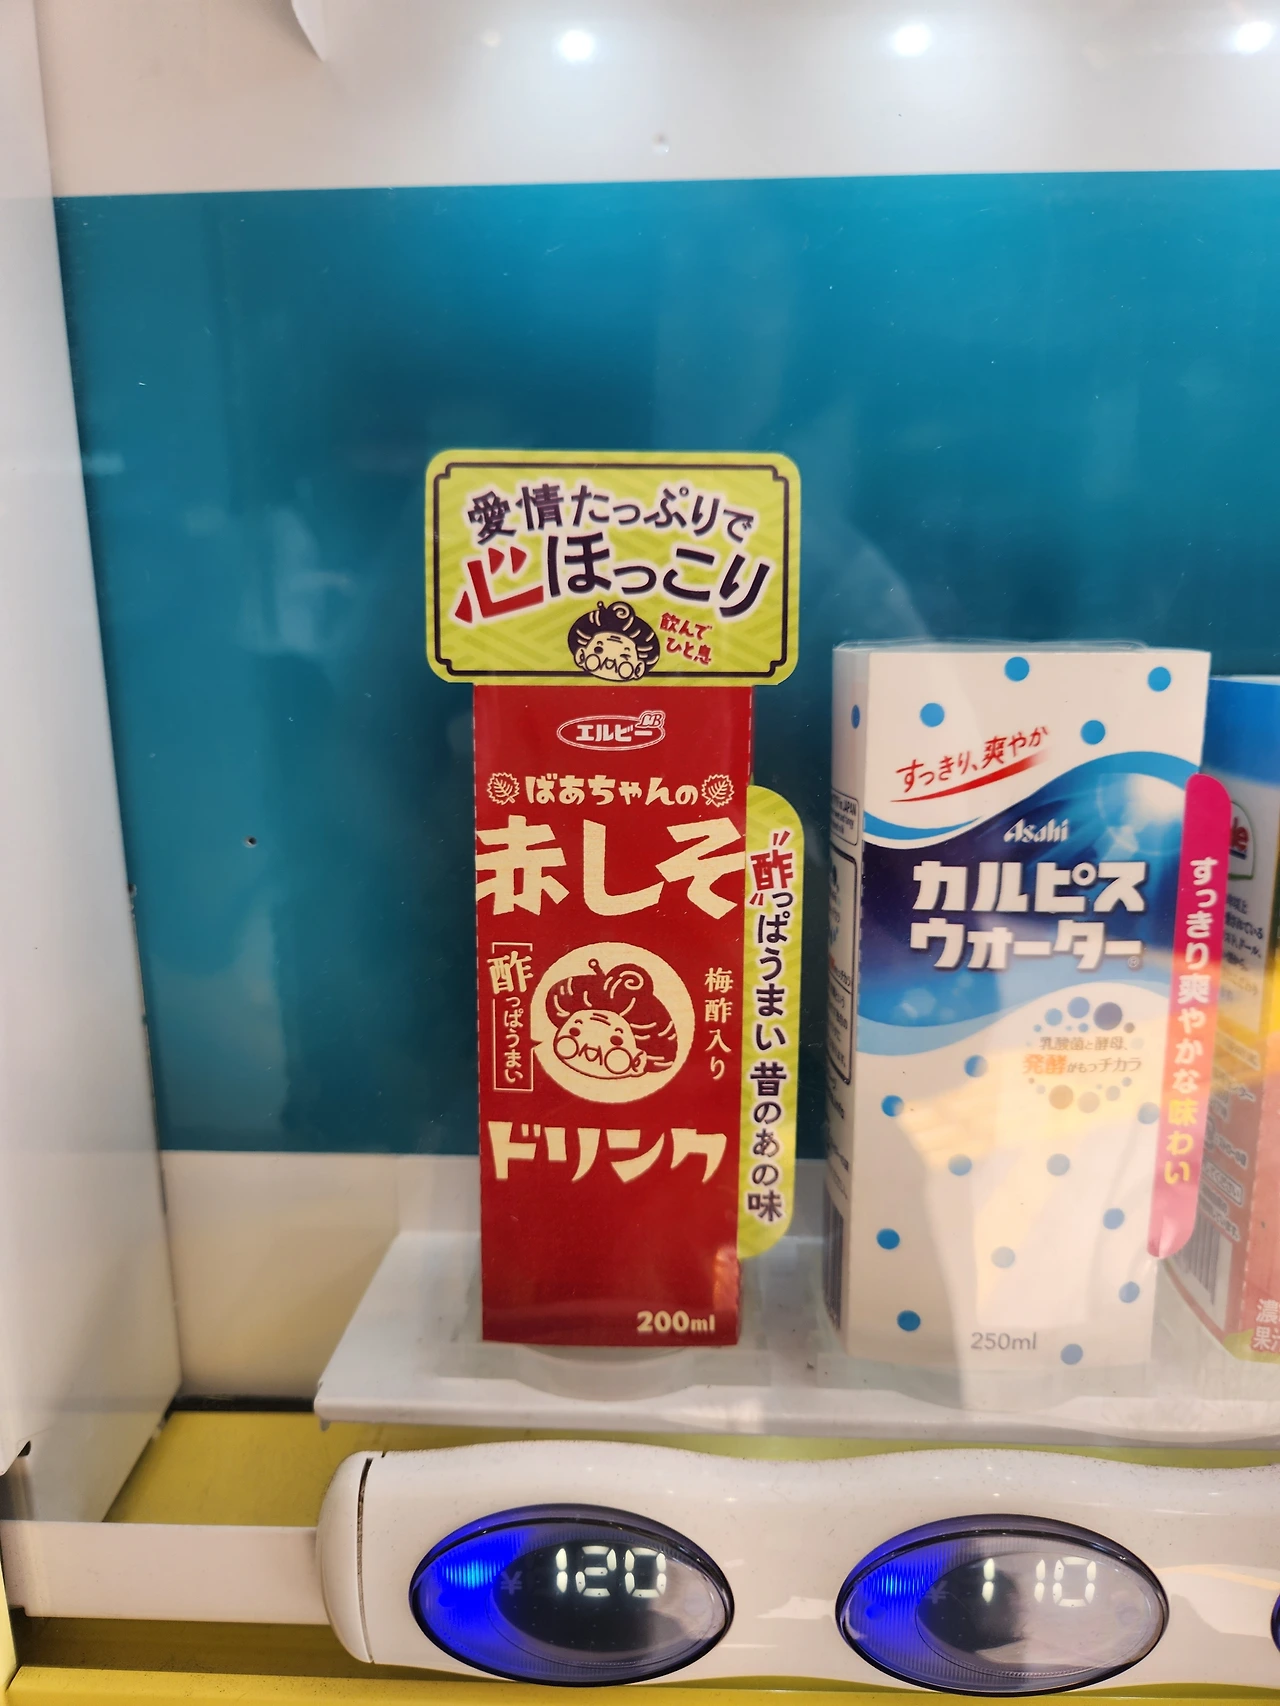 愛情たっぷりで
心ほっこり
飲んで
ひと息
エルビー
LB
ばあちゃんの
赤しそ
酢っぱうまい
梅酢入り
ドリンク
200ml
酢っぱうまい 昔のあの味
すっきり、爽やか
Asahi
カルピス
ウォーター®
乳酸菌と酵母、
発酵がもつチカラ
250ml
すっきり爽やかな味わい
濃
果
¥ 120
¥ 110